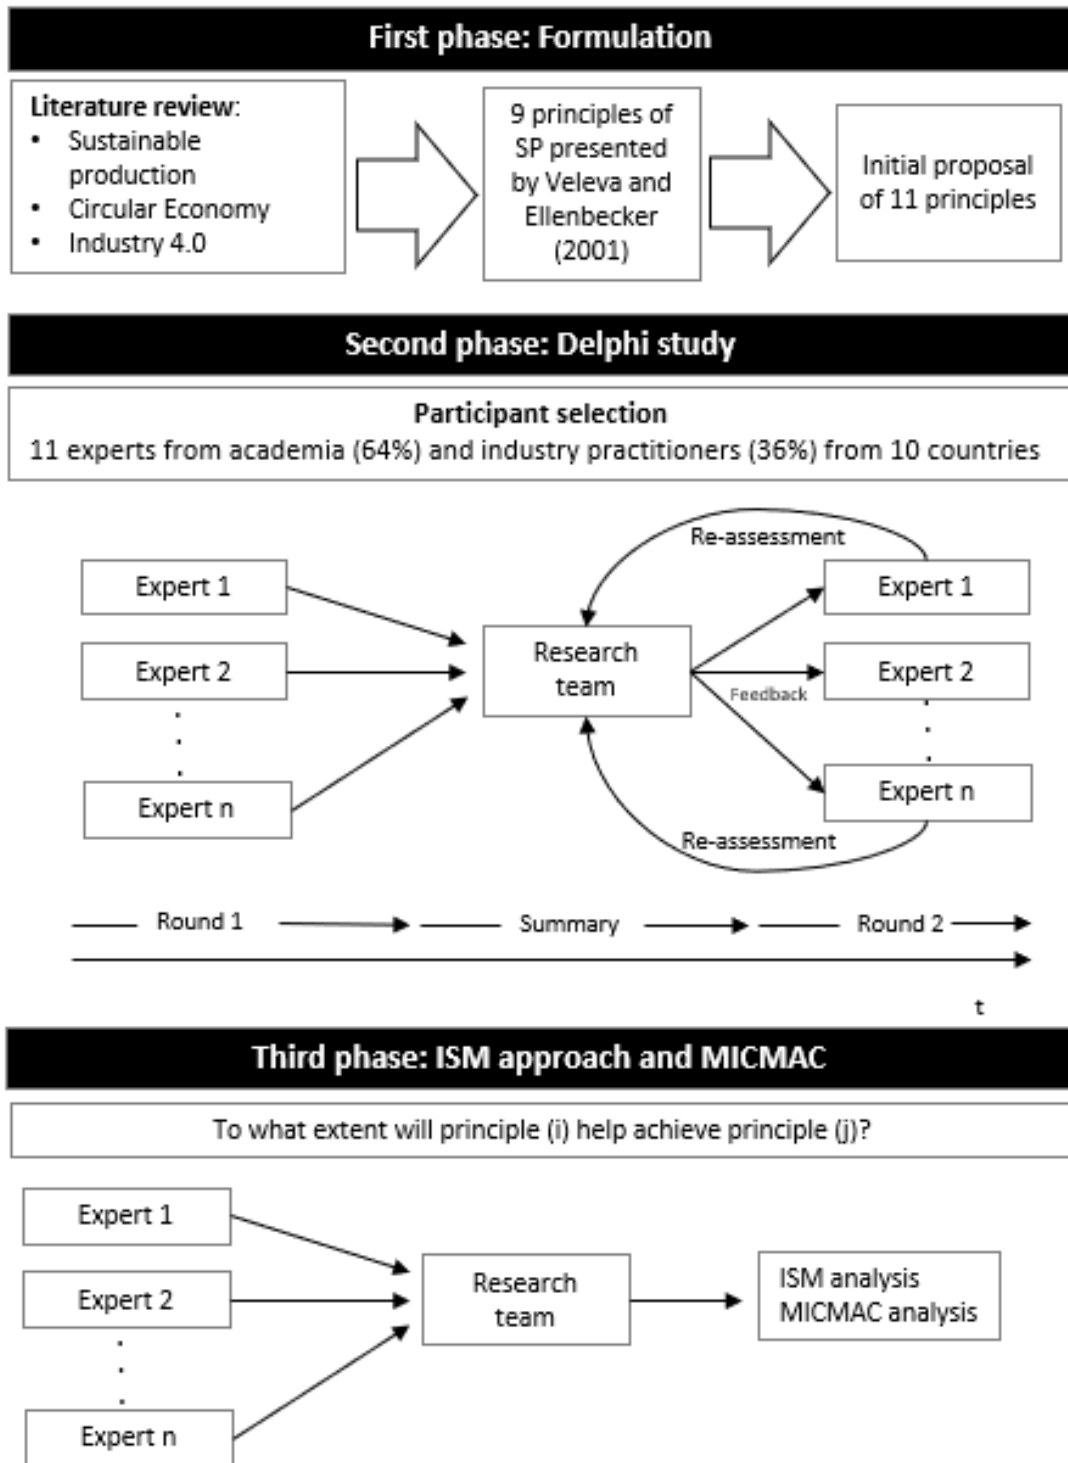 First phase: Formulation
Literature review:
• Sustainable
production
• Circular Economy
• Industry 4.0
9 principles of
SP presented
by Veleva and
Ellenbecker
(2001)
Initial proposal
of 11 principles
Second phase: Delphi study
Participant selection
11 experts from academia (64%) and industry practitioners (36%) from 10 countries
Expert 1
Expert 2
Expert n
Research
team
Re-assessment
Feedback
Re-assessment
Expert 1
Expert 2
Expert n
Round 1
Summary
Round 2
t
Third phase: ISM approach and MICMAC
To what extent will principle (i) help achieve principle (j)?
Expert 1
Expert 2
Expert n
Research
team
ISM analysis
MICMAC analysis